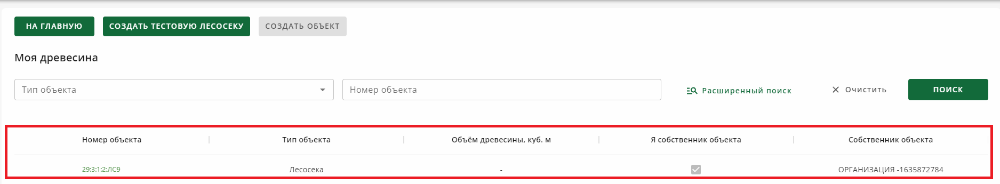 НА ГЛАВНУЮ СОЗДАТЬ ТЕСТОВУЮ ЛЕСОСЕКУ СОЗДАТЬ ОБЪЕКТ
Моя древесина
Тип объекта Номер объекта Расширенный поиск Очистить ПОИСК
Номер объекта Тип объекта Объём древесины, куб. м Я собственник объекта Собственник объекта
29:3:1:2:ЛС9 Лесосека - ОРГАНИЗАЦИЯ -1635872784